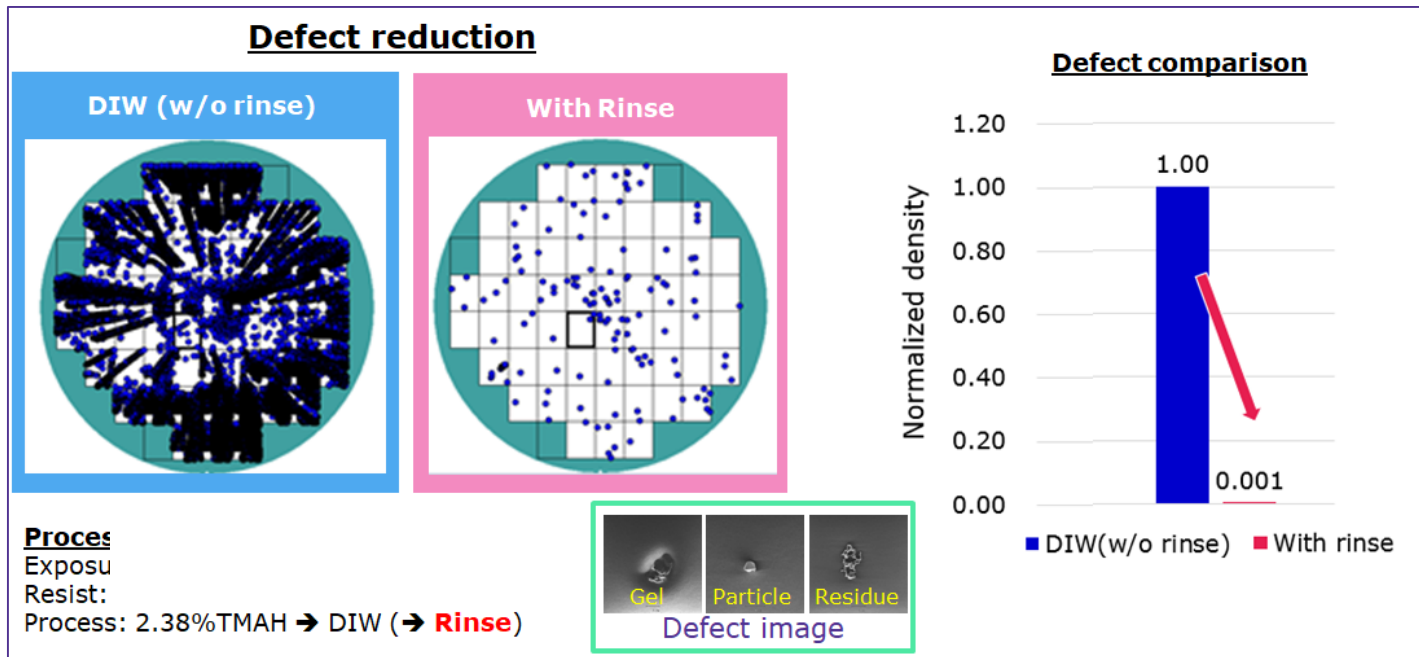 Defect reduction
DIW (w/o rinse)
With Rinse
Defect comparison
Normalized density
1.20
1.00
0.80
0.60
0.40
0.20
0.00
1.00
0.001
DIW(w/o rinse)
With rinse
Proces
Exposu
Resist:
Process: 2.38%TMAH ➔ DIW (➔ Rinse)
Gel
Particle
Residue
Defect image